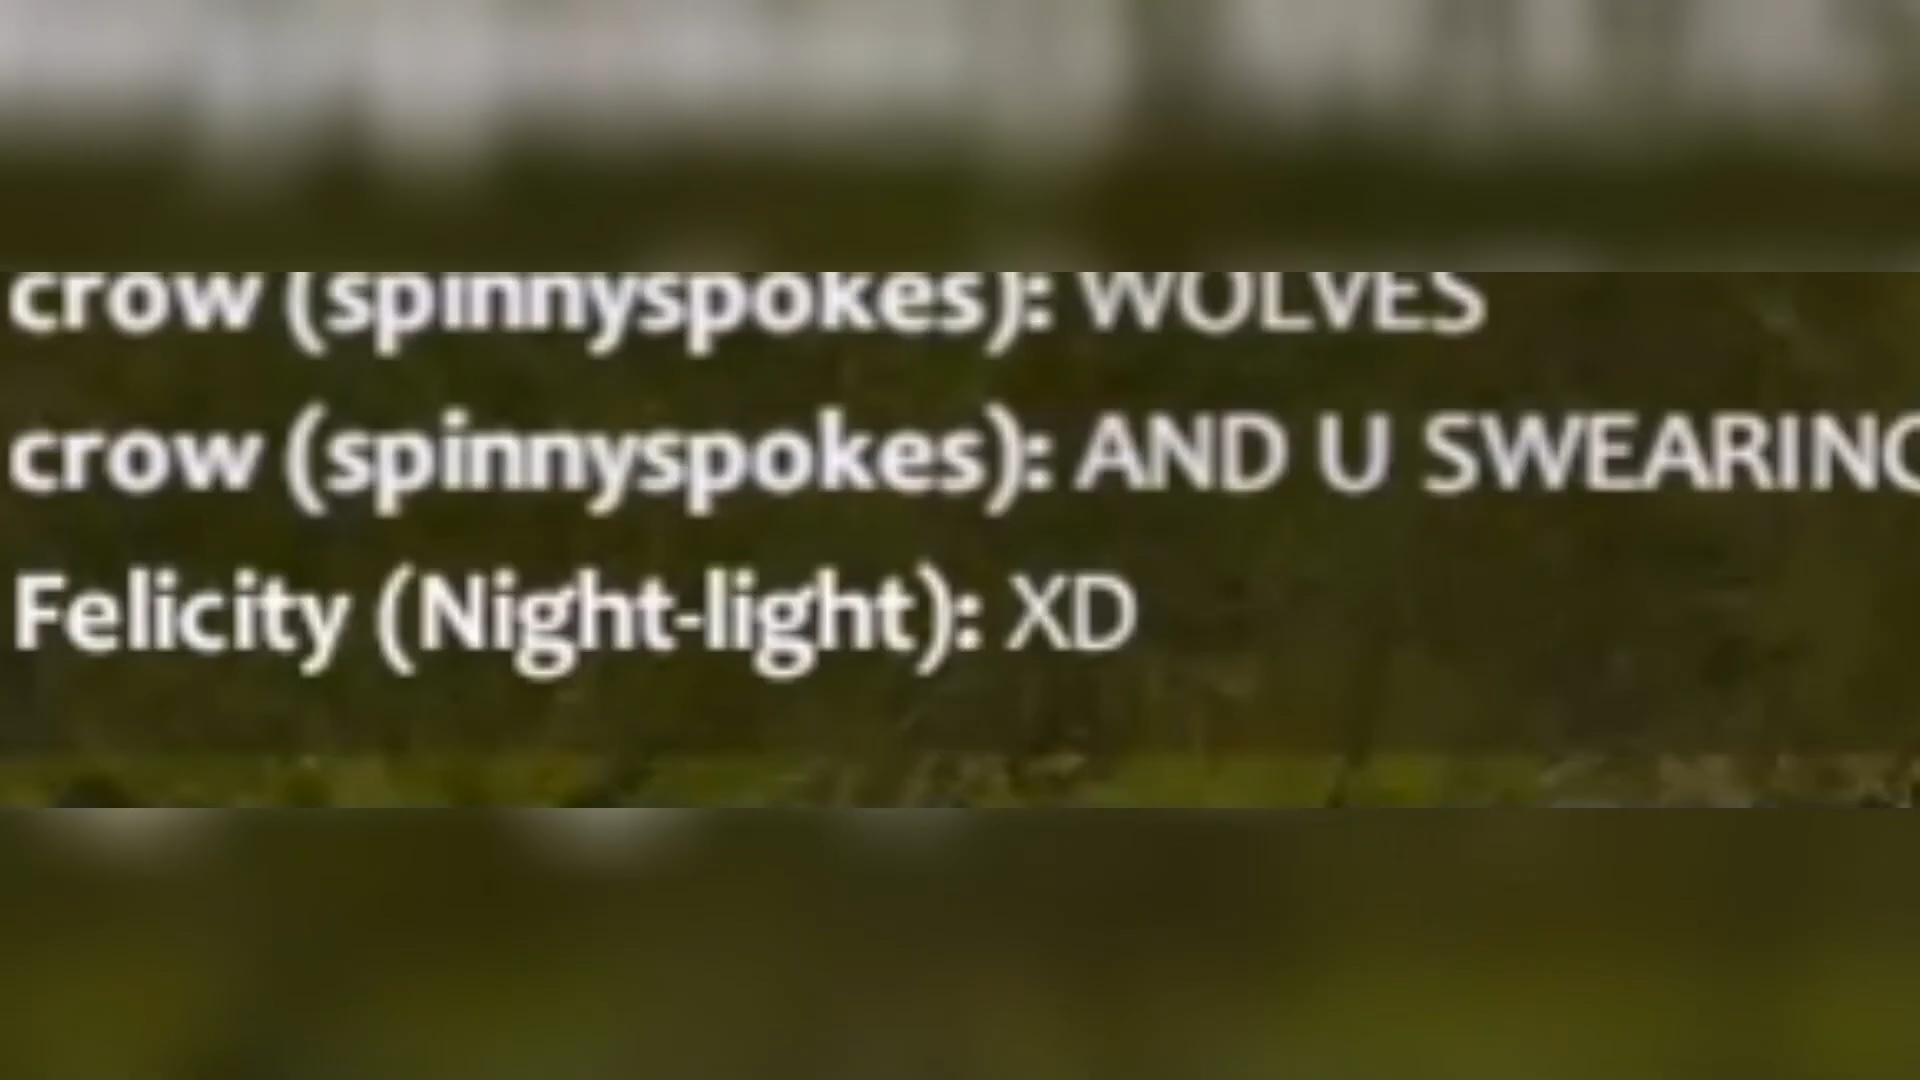 crow (spinnyspokes): WOLVES
crow (spinnyspokes): AND U SWEARING
Felicity (Night-light): XD